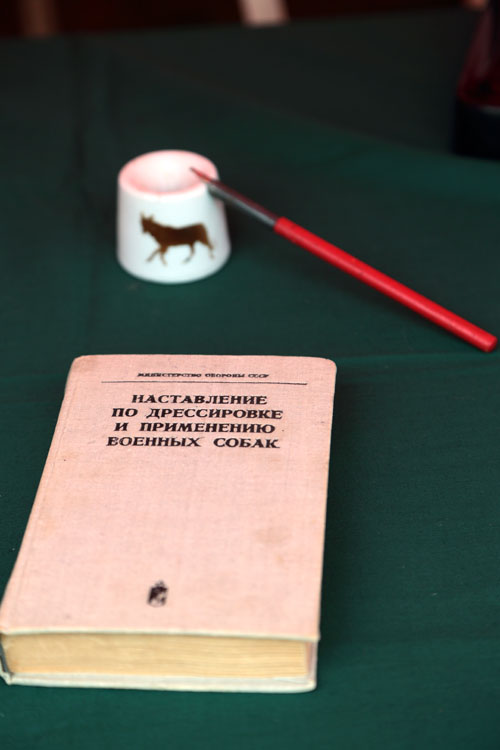 МИНИСТЕРСТВО ОБОРОНЫ СССР
НАСТАВЛЕНИЕ
ПО ДРЕССИРОВКЕ
И ПРИМЕНЕНИЮ
ВОЕННЫХ СОБАК